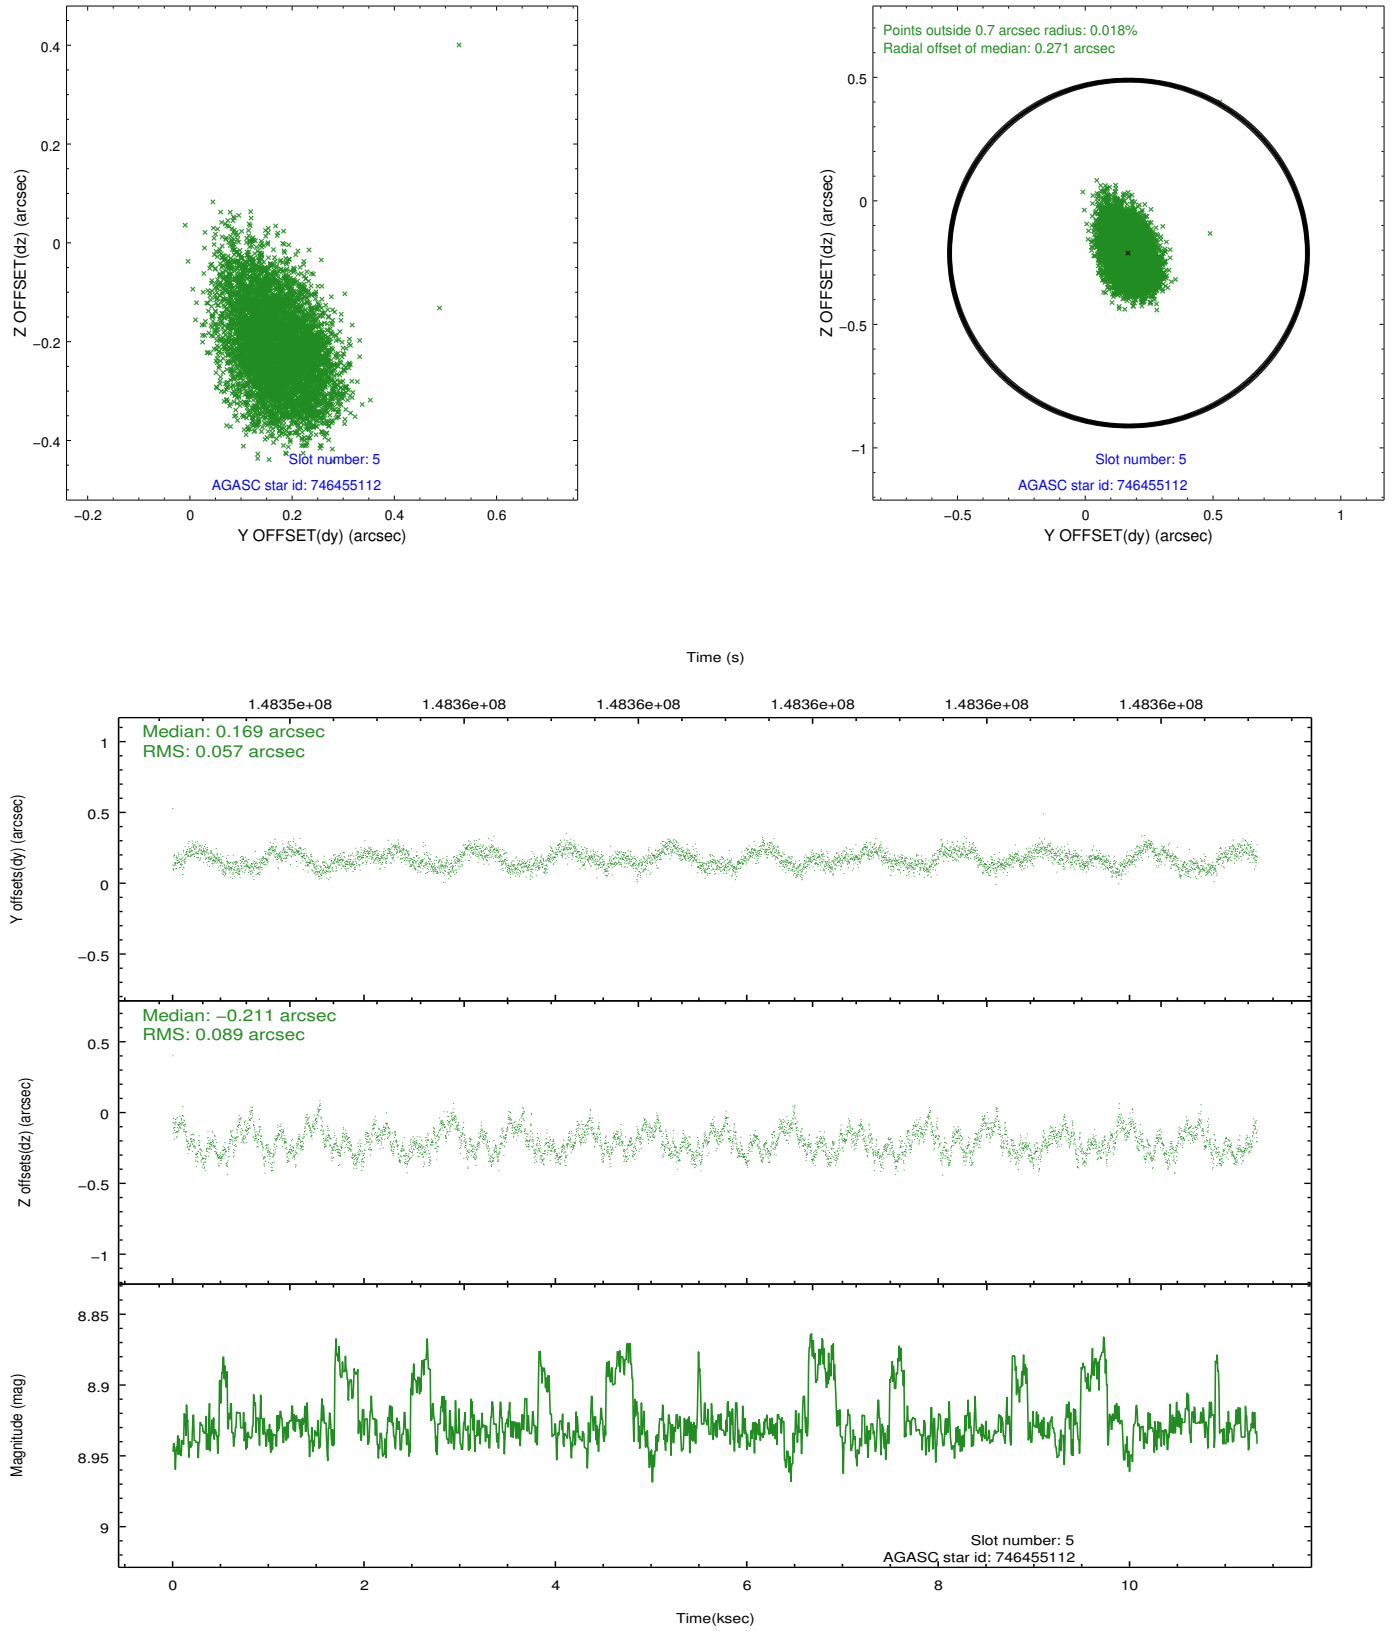 0.4
0.2
0
−0.2
−0.4
Z OFFSET(dz) (arcsec)
Slot number: 5
AGASC star id: 746455112
−0.2
0
0.2
0.4
0.6
Y OFFSET(dy) (arcsec)
Points outside 0.7 arcsec radius: 0.018%
Radial offset of median: 0.271 arcsec
0.5
0
−0.5
−1
Z OFFSET(dz) (arcsec)
Slot number: 5
AGASC star id: 746455112
−0.5
0
0.5
1
Y OFFSET(dy) (arcsec)
Time (s)
1.4835e+08
1.4836e+08
1.4836e+08
1.4836e+08
1.4836e+08
1.4836e+08
Median: 0.169 arcsec
RMS: 0.057 arcsec
1
0.5
0
−0.5
Y offsets(dy) (arcsec)
Median: −0.211 arcsec
RMS: 0.089 arcsec
0.5
0
−0.5
−1
Z offsets(dz) (arcsec)
8.85
8.9
8.95
9
Magnitude (mag)
Slot number: 5
AGASC star id: 746455112
0
2
4
6
8
10
Time(ksec)